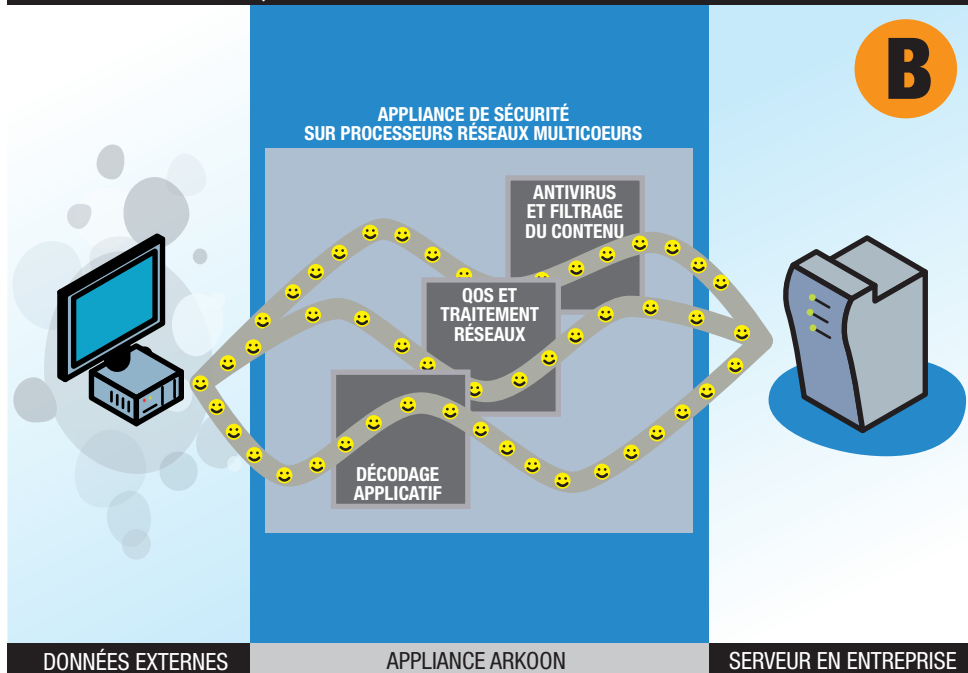 B
APPLIANCE DE SÉCURITÉ
SUR PROCESSEURS RÉSEAUX MULTICOEURS
ANTIVIRUS
ET FILTRAGE
DU CONTENU
QOS ET
TRAITEMENT
RÉSEAUX
DÉCODAGE
APPLICATIF
DONNÉES EXTERNES
APPLIANCE ARKOON
SERVEUR EN ENTREPRISE